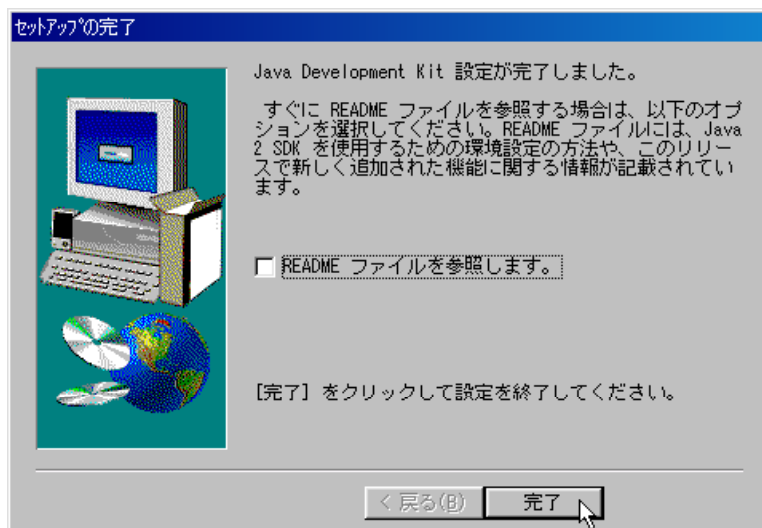 セットアップの完了
Java Development Kit 設定が完了しました。
すぐに README ファイルを参照する場合は、以下のオプ
ションを選択してください。README ファイルには、Java
2 SDK を使用するための環境設定の方法や、このリリー
スで新しく追加された機能に関する情報が記載されてい
ます。
README ファイルを参照します。
[完了] をクリックして設定を終了してください。
< 戻る(B)
完了